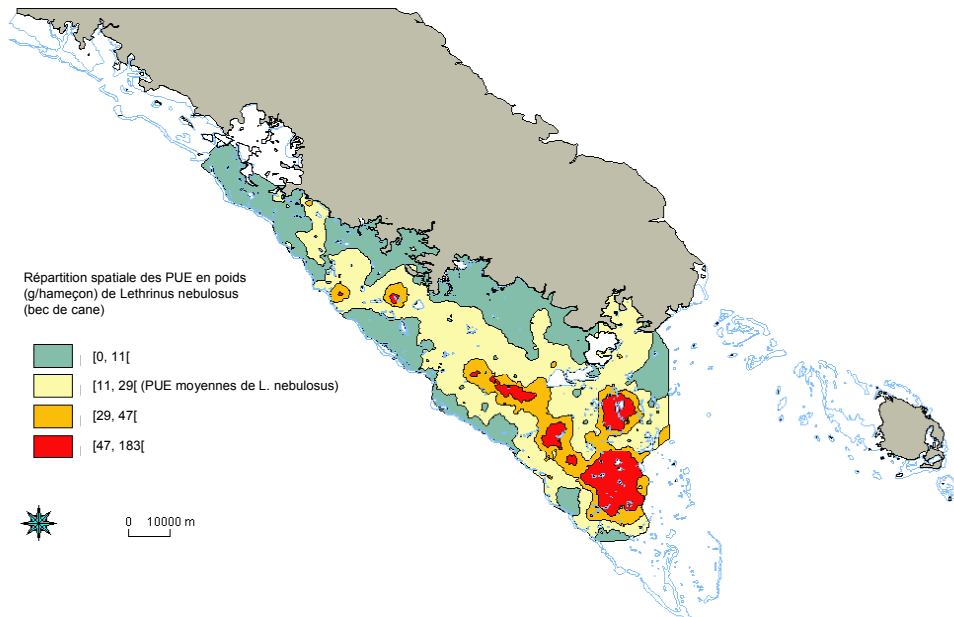 Répartition spatiale des PUE en poids
(g/hameçon) de Lethrinus nebulosus
(bec de cane)
[0, 11[
[11, 29[ (PUE moyennes de L. nebulosus)
[29, 47[
[47, 183[
0 10000 m